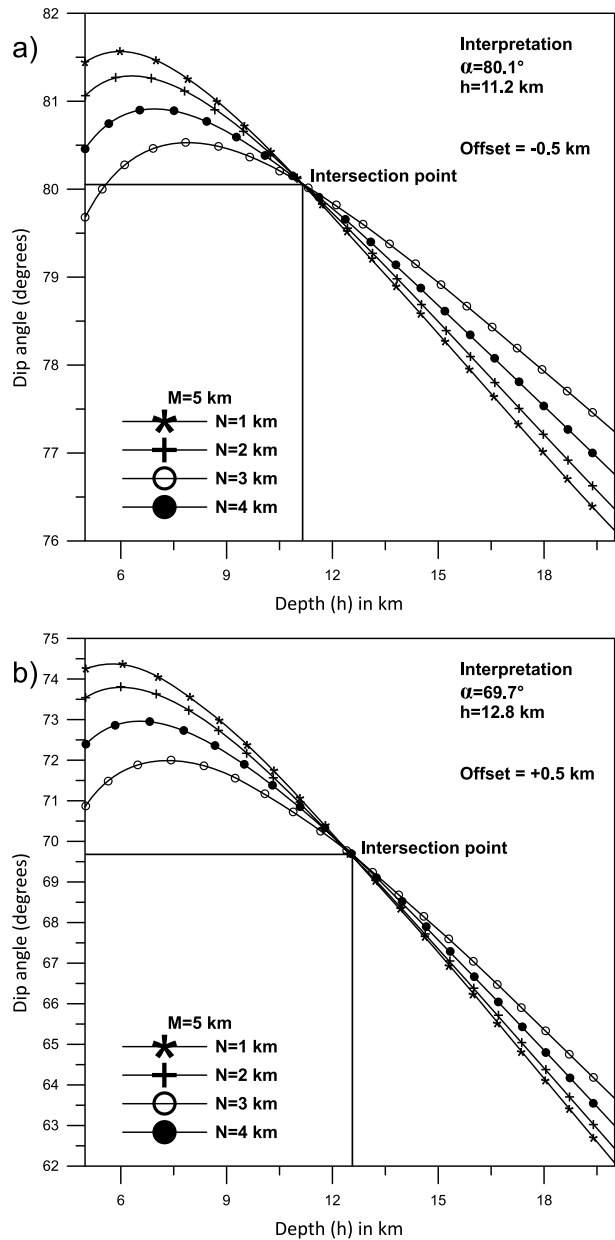 a)
82
81
80
79
78
77
76
Dip angle (degrees)
Interpretation
α=80.1°
h=11.2 km
Offset = -0.5 km
Intersection point
M=5 km
N=1 km
N=2 km
N=3 km
N=4 km
6 9 12 15 18
Depth (h) in km
b)
75
74
73
72
71
70
69
68
67
66
65
64
63
62
Dip angle (degrees)
Interpretation
α=69.7°
h=12.8 km
Offset = +0.5 km
Intersection point
M=5 km
N=1 km
N=2 km
N=3 km
N=4 km
6 9 12 15 18
Depth (h) in km